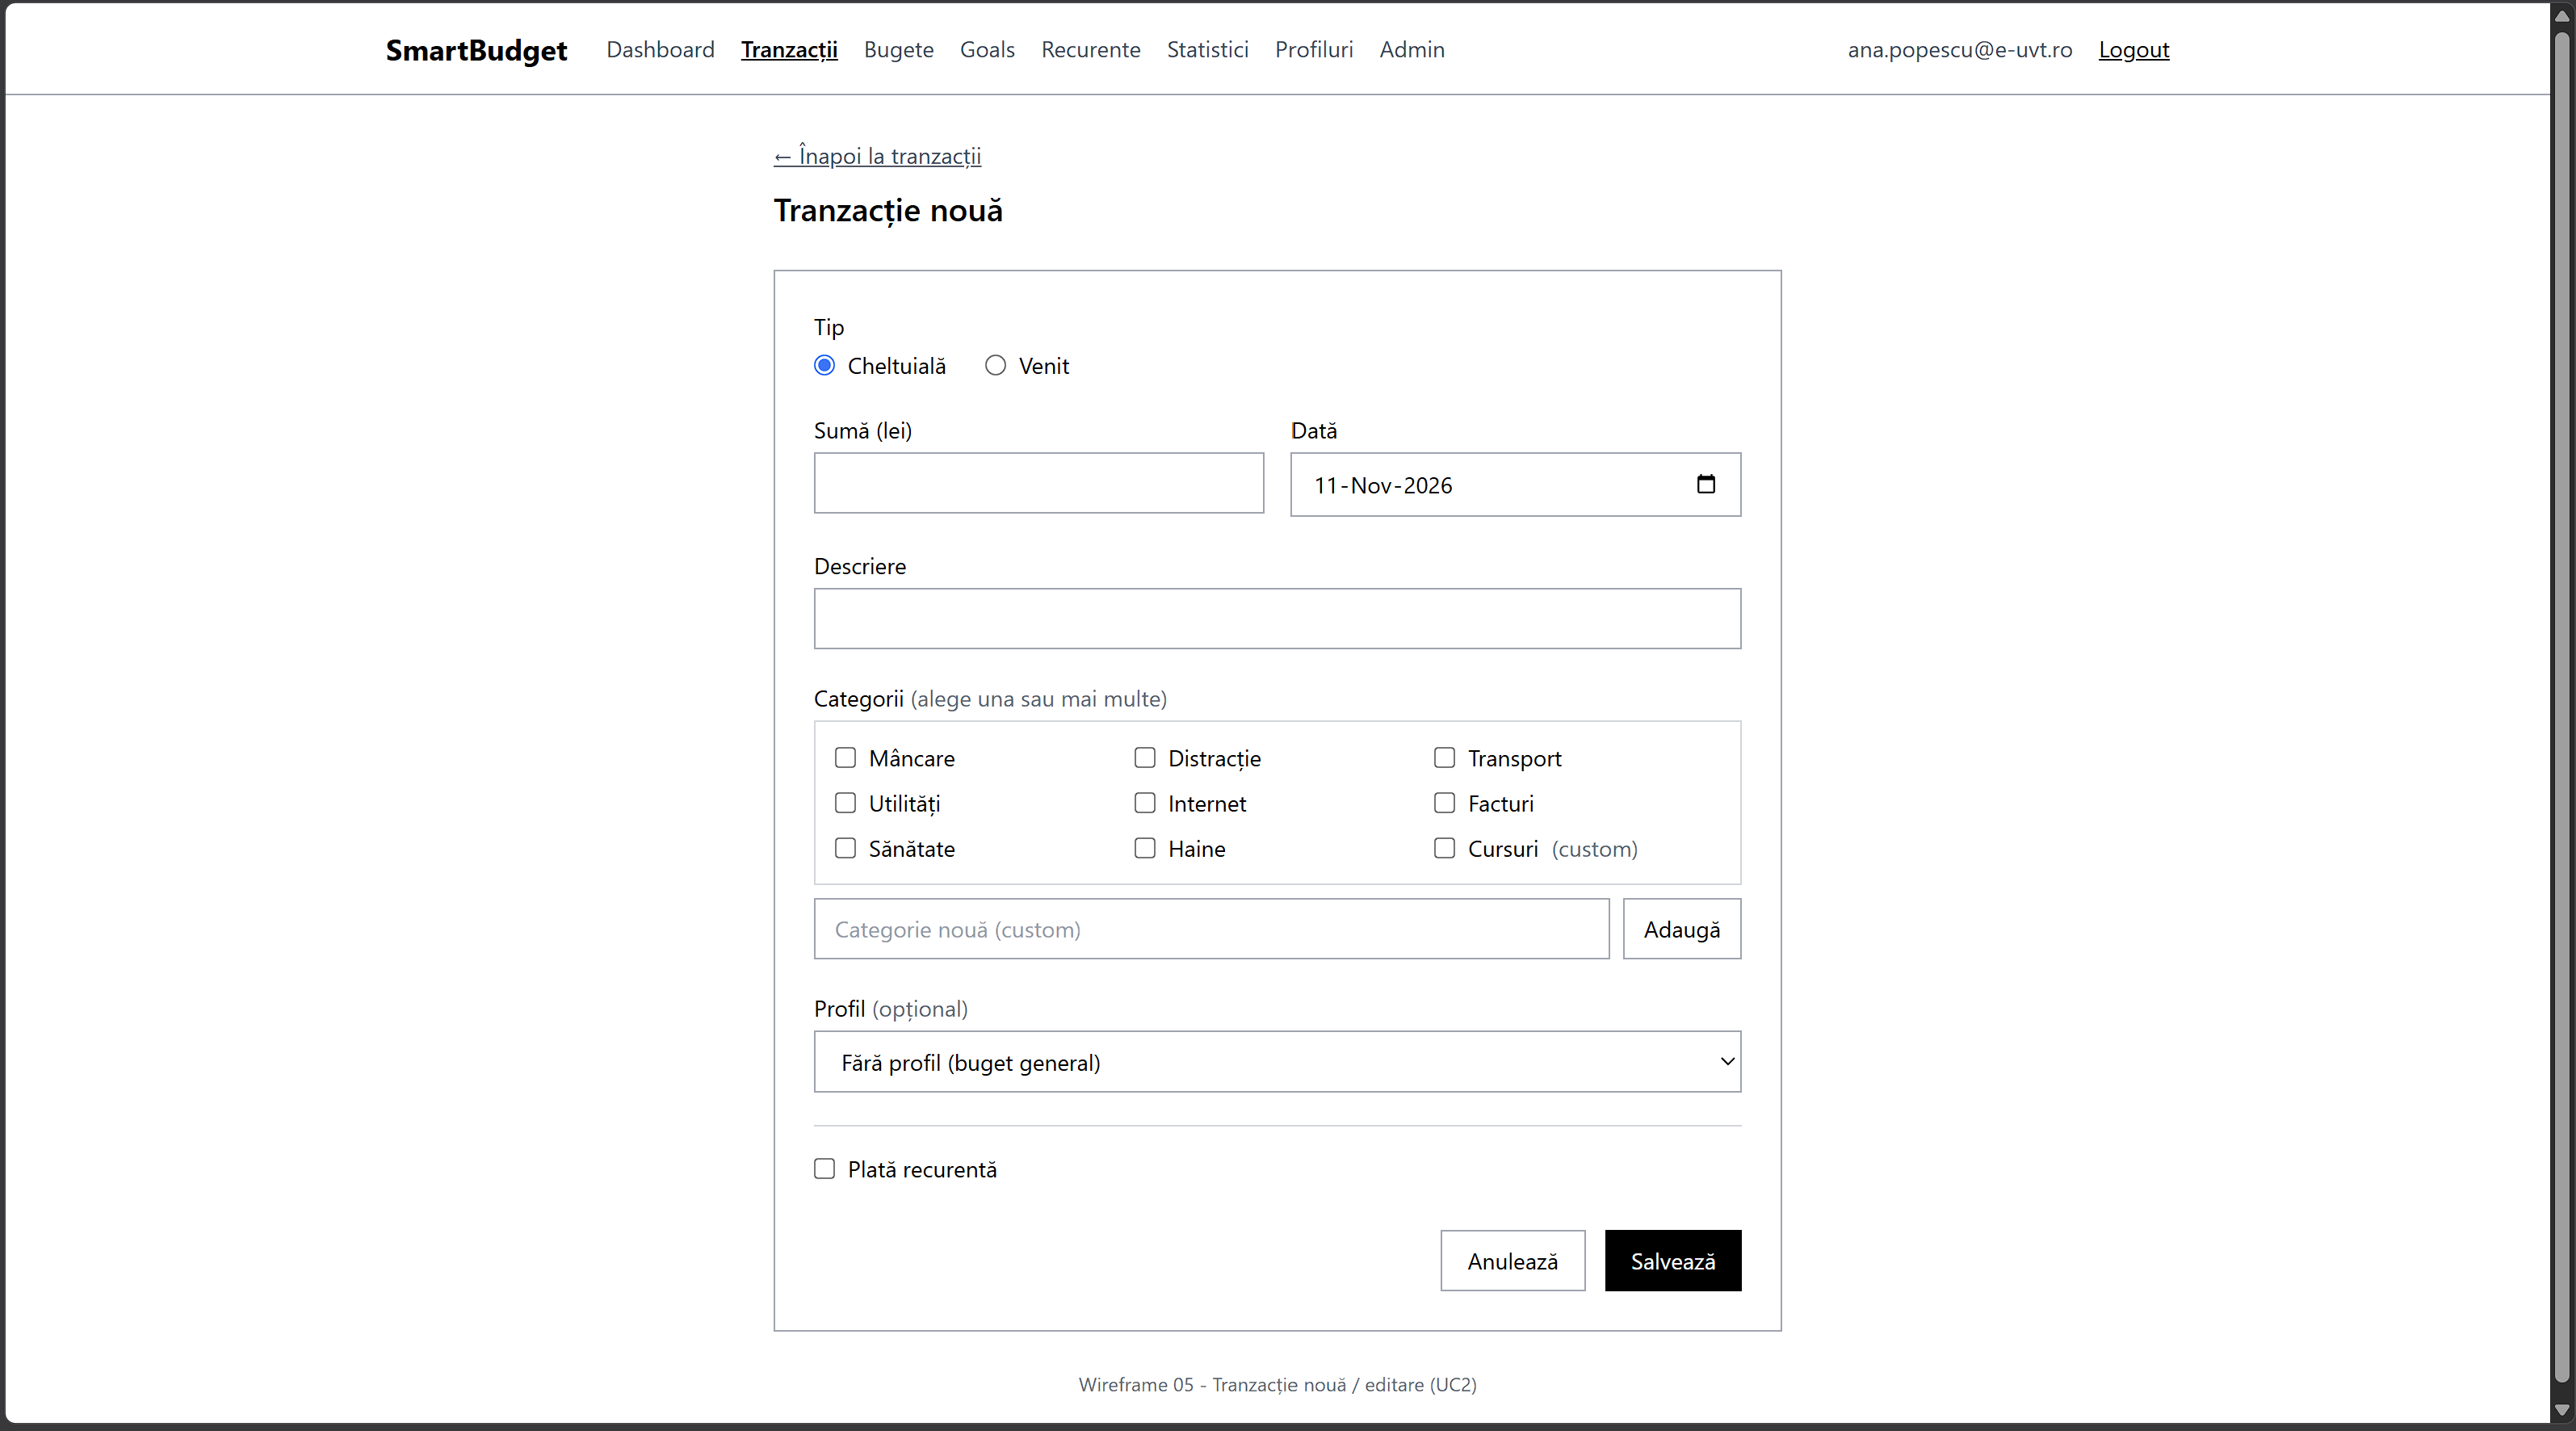 SmartBudget Dashboard Tranzacții Bugete Goals Recurente Statistici Profiluri Admin ana.popescu@e-uvt.ro Logout
← Înapoi la tranzacții
Tranzacție nouă
Tip
Cheltuială Venit
Sumă (lei) Dată
11-Nov-2026
Descriere
Categorii (alege una sau mai multe)
Mâncare Distracție Transport
Utilități Internet Facturi
Sănătate Haine Cursuri (custom)
Categorie nouă (custom) Adaugă
Profil (opțional)
Fără profil (buget general)
Plată recurentă
Anulează Salvează
Wireframe 05 - Tranzacție nouă / editare (UC2)